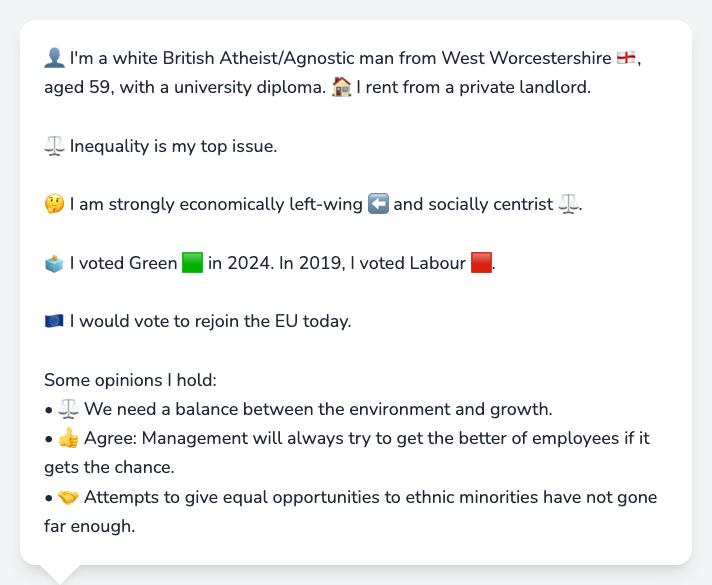 👤 I'm a white British Atheist/Agnostic man from West Worcestershire 🏴󠁧󠁢󠁥󠁮󠁧󠁿,
aged 59, with a university diploma. 🏠 I rent from a private landlord.
⚖️ Inequality is my top issue.
🤔 I am strongly economically left-wing ⬅️ and socially centrist ⚖️.
🗳️ I voted Green 🟩 in 2024. In 2019, I voted Labour 🟥.
🇪🇺 I would vote to rejoin the EU today.
Some opinions I hold:
• ⚖️ We need a balance between the environment and growth.
• 👍 Agree: Management will always try to get the better of employees if it
gets the chance.
• 🤝 Attempts to give equal opportunities to ethnic minorities have not gone
far enough.